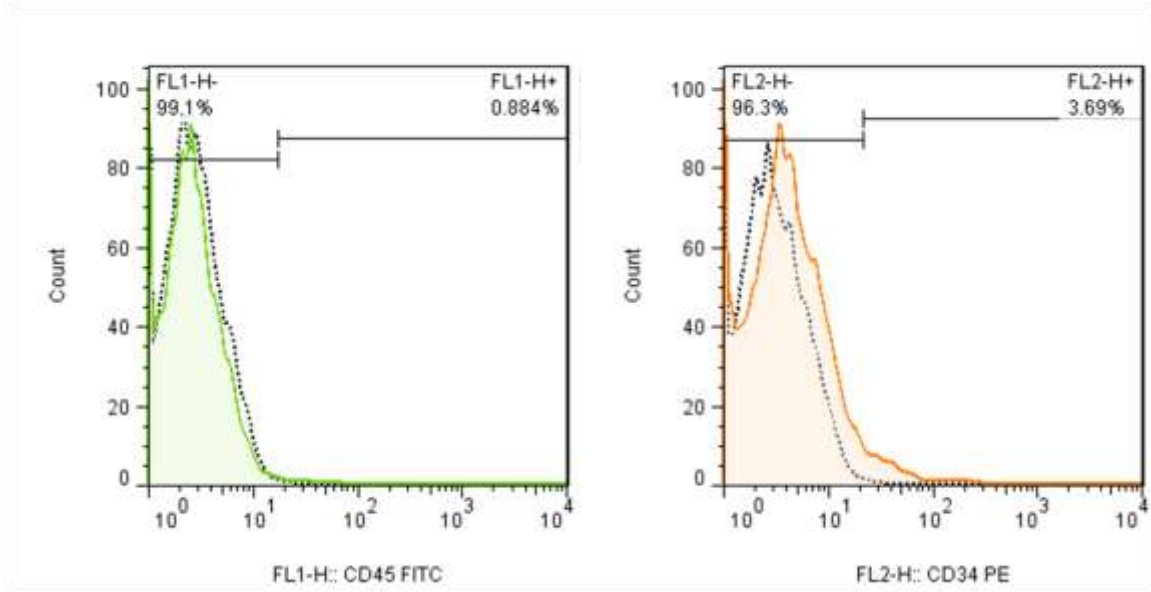 FL1-H- FL1-H+
99.1% 0.884%
100
80
60
40
20
0
Count
10^0 10^1 10^2 10^3 10^4
FL1-H:: CD45 FITC
FL2-H- FL2-H+
96.3% 3.69%
100
80
60
40
20
0
Count
10^0 10^1 10^2 10^3 10^4
FL2-H:: CD34 PE